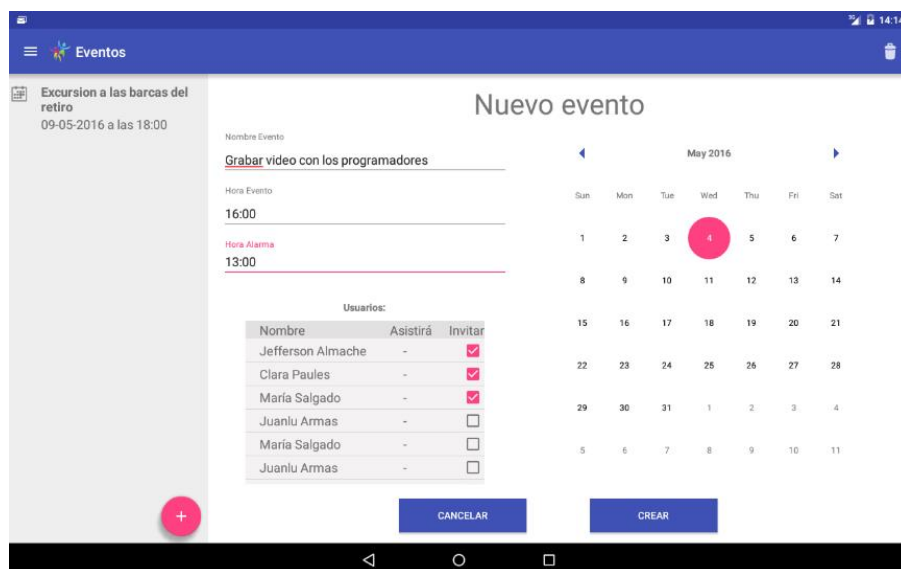 3G 14:14
Eventos
Excursion a las barcas del
retiro
09-05-2016 a las 18:00
Nuevo evento
Nombre Evento
Grabar video con los programadores
Hora Evento
16:00
Hora Alarma
13:00
Usuarios:
Nombre Asistirá Invitar
Jefferson Almache -
Clara Paules -
María Salgado -
Juanlu Armas -
María Salgado -
Juanlu Armas -
May 2016
Sun Mon Tue Wed Thu Fri Sat
1 2 3 4 5 6 7
8 9 10 11 12 13 14
15 16 17 18 19 20 21
22 23 24 25 26 27 28
29 30 31 1 2 3 4
5 6 7 8 9 10 11
+
CANCELAR CREAR